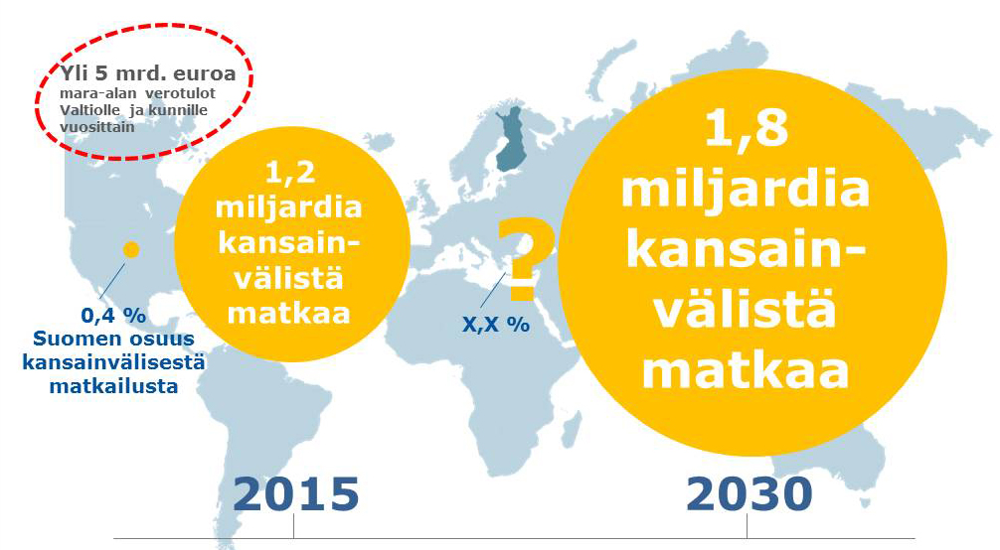 Yli 5 mrd. euroa
mara-alan verotulot
Valtiolle ja kunnille
vuosittain
1,2
miljardia
kansain-
välistä
matkaa
0,4 %
Suomen osuus
kansainvälisestä
matkailusta
?
X,X %
1,8
miljardia
kansain-
välistä
matkaa
2015
2030